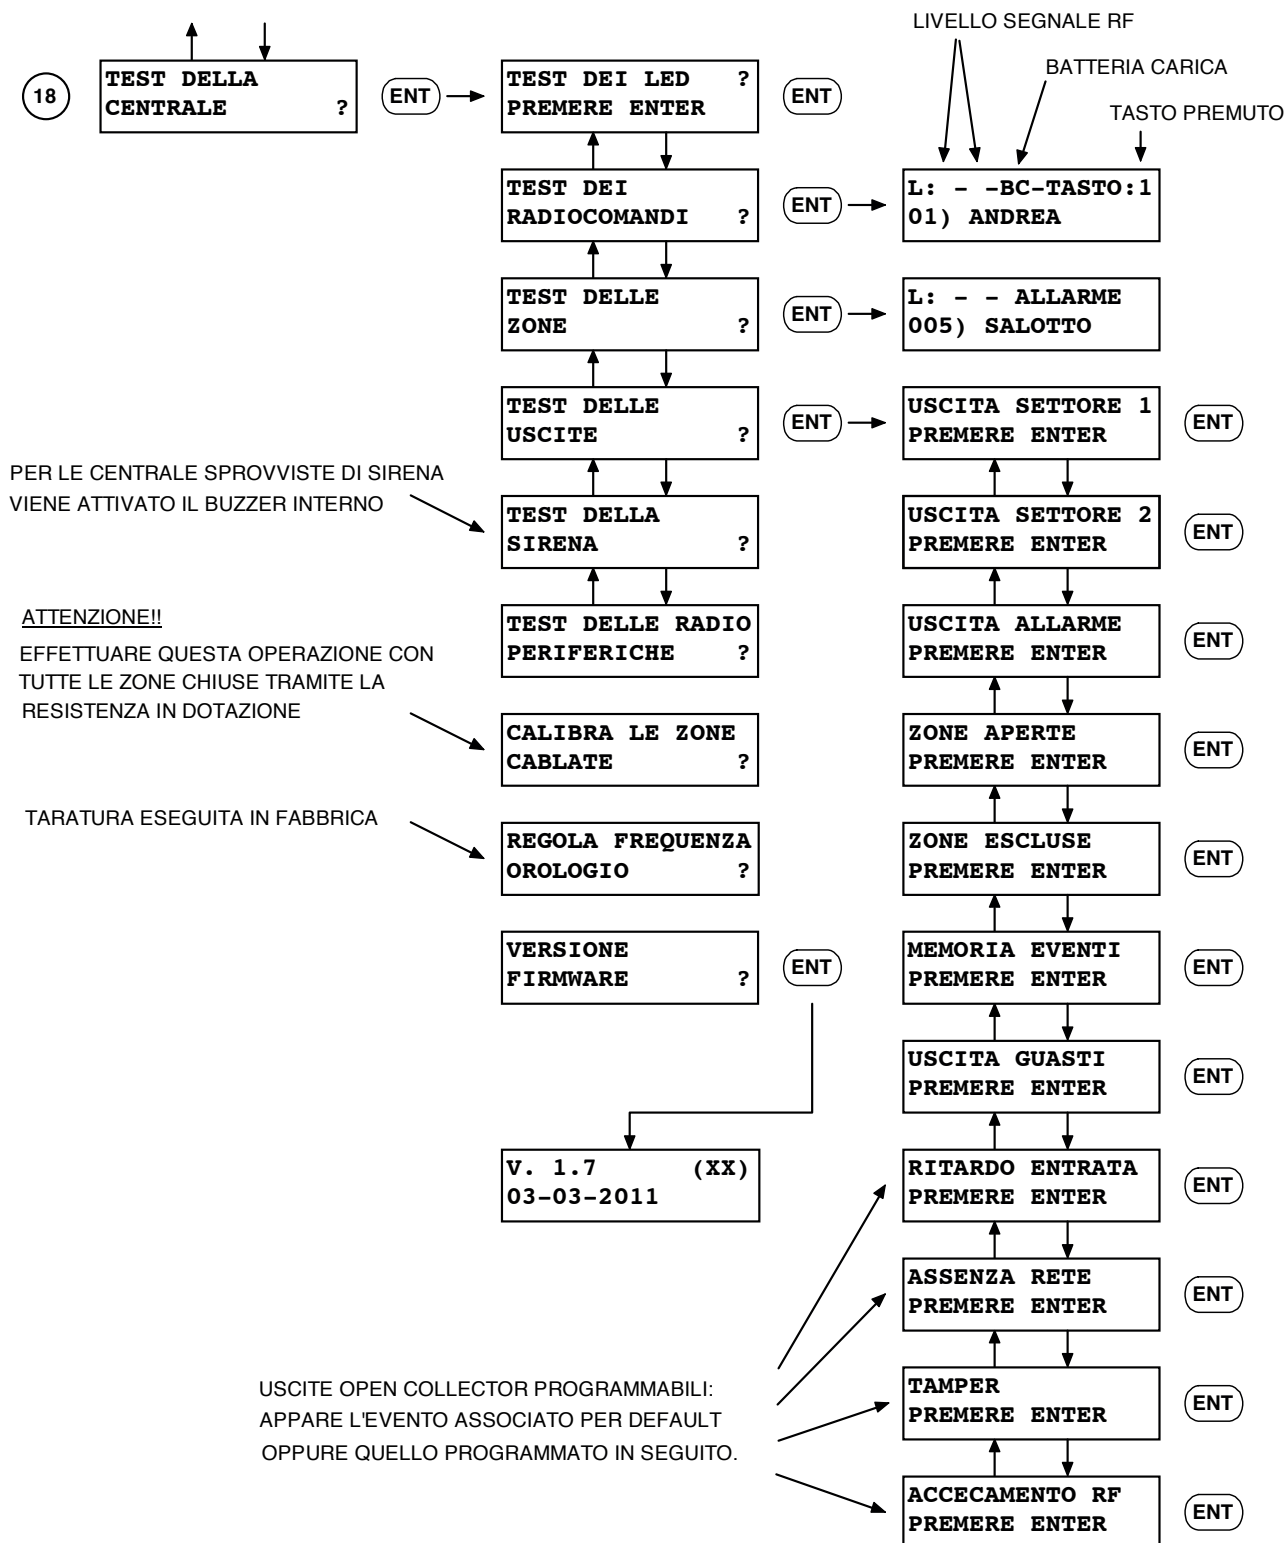 LIVELLO SEGNALE RF
BATTERIA CARICA
TASTO PREMUTO
18
TEST DELLA
CENTRALE ?
ENT
TEST DEI LED ?
PREMERE ENTER
ENT
TEST DEI
RADIOCOMANDI ?
ENT
L: - -BC-TASTO:1
01) ANDREA
TEST DELLE
ZONE ?
ENT
L: - - ALLARME
005) SALOTTO
TEST DELLE
USCITE ?
ENT
USCITA SETTORE 1
PREMERE ENTER
ENT
PER LE CENTRALE SPROVVISTE DI SIRENA
VIENE ATTIVATO IL BUZZER INTERNO
TEST DELLA
SIRENA ?
USCITA SETTORE 2
PREMERE ENTER
ENT
ATTENZIONE!!
EFFETTUARE QUESTA OPERAZIONE CON
TUTTE LE ZONE CHIUSE TRAMITE LA
RESISTENZA IN DOTAZIONE
TEST DELLE RADIO
PERIFERICHE ?
USCITA ALLARME
PREMERE ENTER
ENT
CALIBRA LE ZONE
CABLATE ?
ZONE APERTE
PREMERE ENTER
ENT
TARATURA ESEGUITA IN FABBRICA
REGOLA FREQUENZA
OROLOGIO ?
ZONE ESCLUSE
PREMERE ENTER
ENT
VERSIONE
FIRMWARE ?
ENT
MEMORIA EVENTI
PREMERE ENTER
ENT
USCITA GUASTI
PREMERE ENTER
ENT
V. 1.7 (XX)
03-03-2011
RITARDO ENTRATA
PREMERE ENTER
ENT
ASSENZA RETE
PREMERE ENTER
ENT
USCITE OPEN COLLECTOR PROGRAMMABILI:
APPARE L'EVENTO ASSOCIATO PER DEFAULT
OPPURE QUELLO PROGRAMMATO IN SEGUITO.
TAMPER
PREMERE ENTER
ENT
ACCECAMENTO RF
PREMERE ENTER
ENT